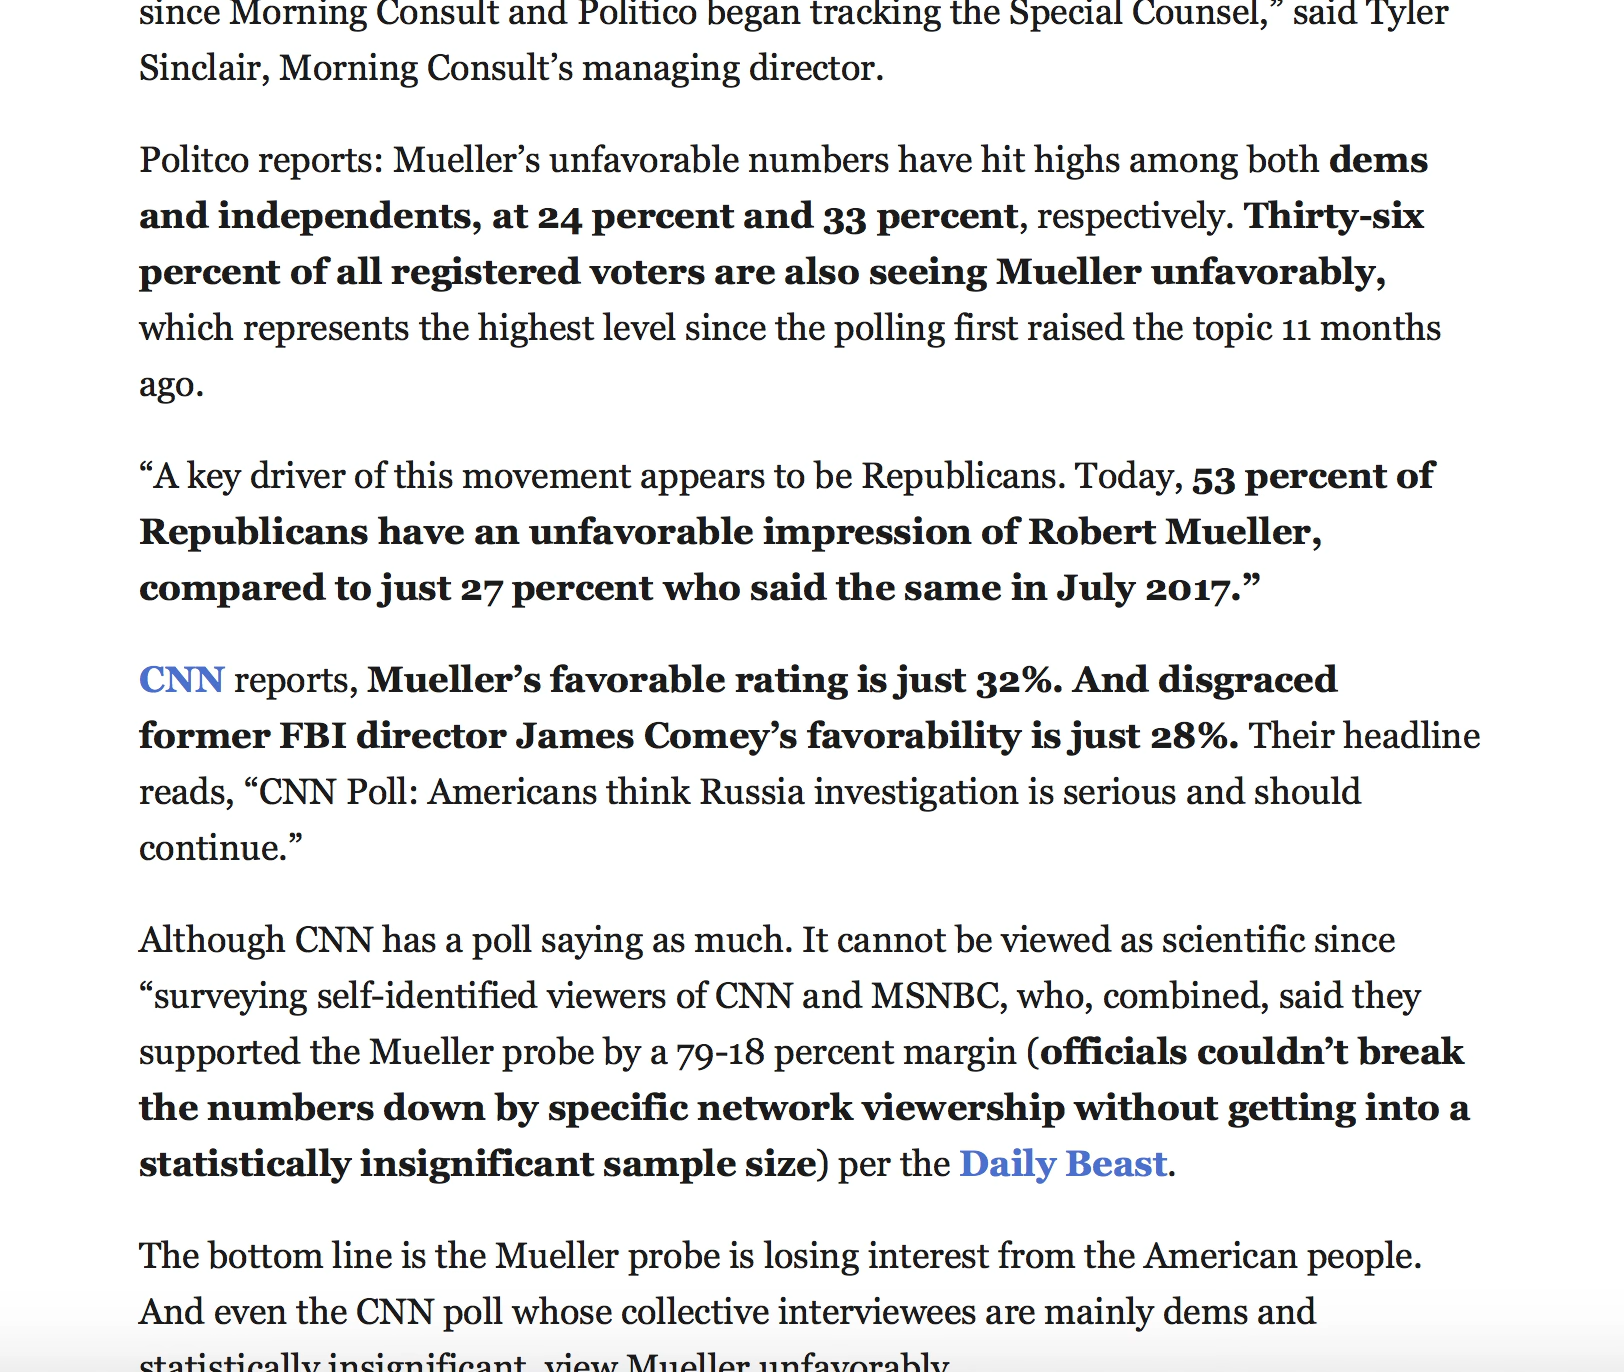 since Morning Consult and Politico began tracking the Special Counsel,” said Tyler
Sinclair, Morning Consult’s managing director.
Politco reports: Mueller’s unfavorable numbers have hit highs among both dems
and independents, at 24 percent and 33 percent, respectively. Thirty-six
percent of all registered voters are also seeing Mueller unfavorably,
which represents the highest level since the polling first raised the topic 11 months
ago.
“A key driver of this movement appears to be Republicans. Today, 53 percent of
Republicans have an unfavorable impression of Robert Mueller,
compared to just 27 percent who said the same in July 2017.”
CNN reports, Mueller’s favorable rating is just 32%. And disgraced
former FBI director James Comey’s favorability is just 28%. Their headline
reads, “CNN Poll: Americans think Russia investigation is serious and should
continue.”
Although CNN has a poll saying as much. It cannot be viewed as scientific since
“surveying self-identified viewers of CNN and MSNBC, who, combined, said they
supported the Mueller probe by a 79-18 percent margin (officials couldn’t break
the numbers down by specific network viewership without getting into a
statistically insignificant sample size) per the Daily Beast.
The bottom line is the Mueller probe is losing interest from the American people.
And even the CNN poll whose collective interviewees are mainly dems and
statistically insignificant, view Mueller unfavorably.